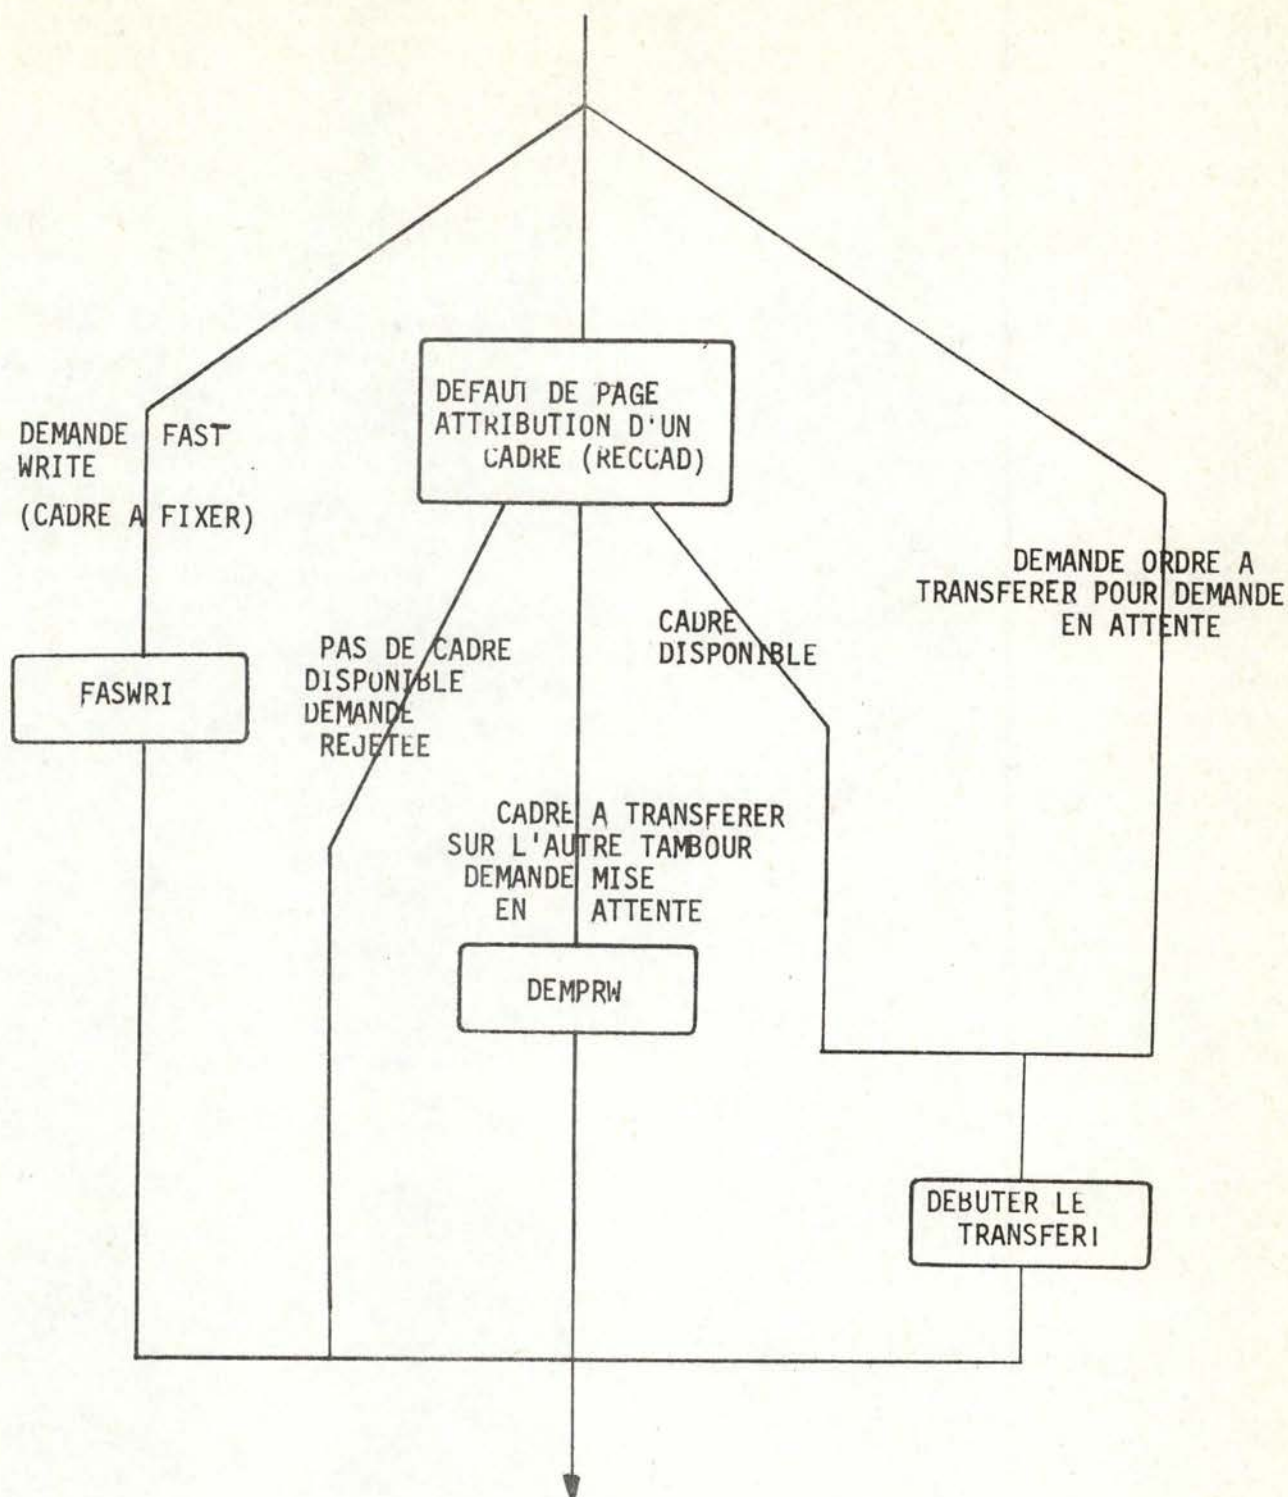 DEFAUT DE PAGE
ATTRIBUTION D'UN
CADRE (RECCAD)
DEMANDE FAST
WRITE
(CADRE A FIXER)
DEMANDE ORDRE A
TRANSFERER POUR DEMANDE
EN ATTENTE
FASWRI
PAS DE CADRE
DISPONIBLE
DEMANDE
REJETEE
CADRE
DISPONIBLE
CADRE A TRANSFERER
SUR L'AUTRE TAMBOUR
DEMANDE MISE
EN ATTENTE
DEMPRW
DEBUTER LE
TRANSFERT